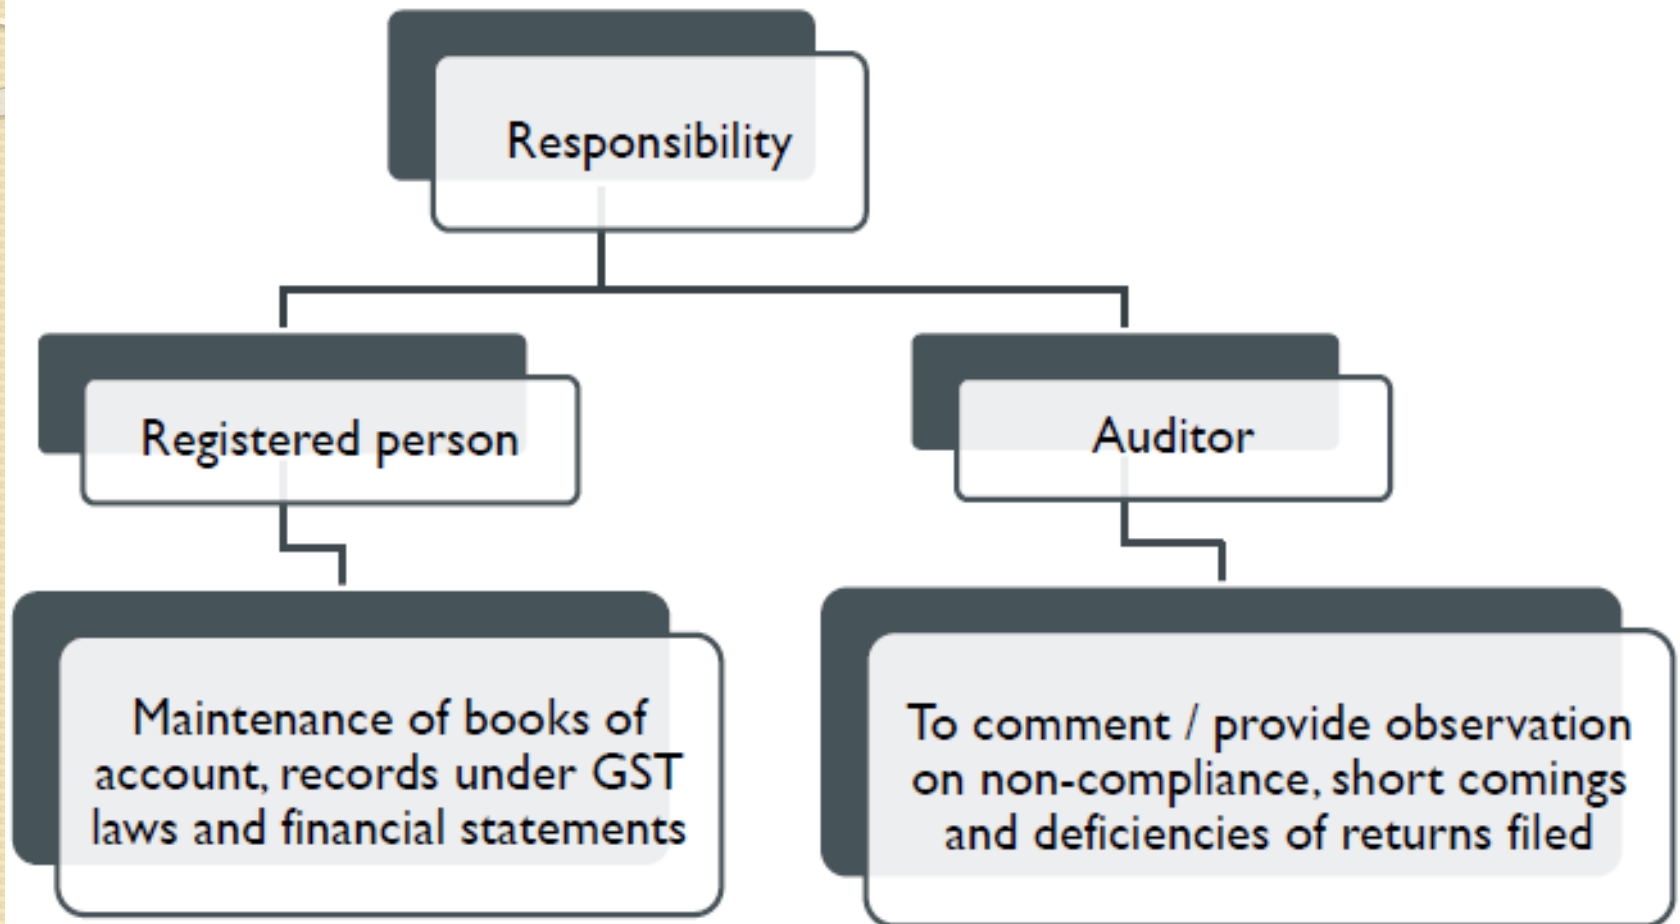 Responsibility
Registered person
Auditor
Maintenance of books of
account, records under GST
laws and financial statements
To comment / provide observation
on non-compliance, short comings
and deficiencies of returns filed